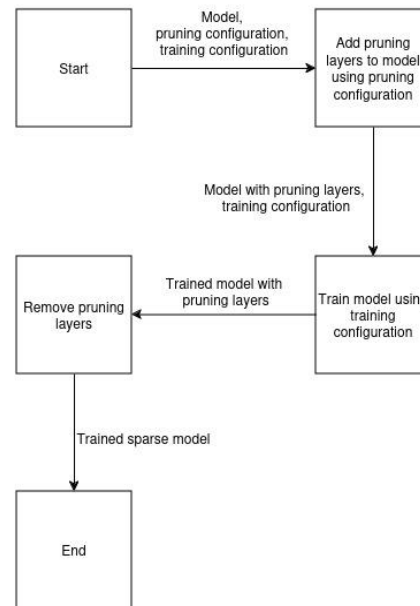 Start
Model,
pruning configuration,
training configuration
Add pruning
layers to model
using pruning
configuration
Model with pruning layers,
training configuration
Train model using
training
configuration
Trained model with
pruning layers
Remove pruning
layers
Trained sparse model
End